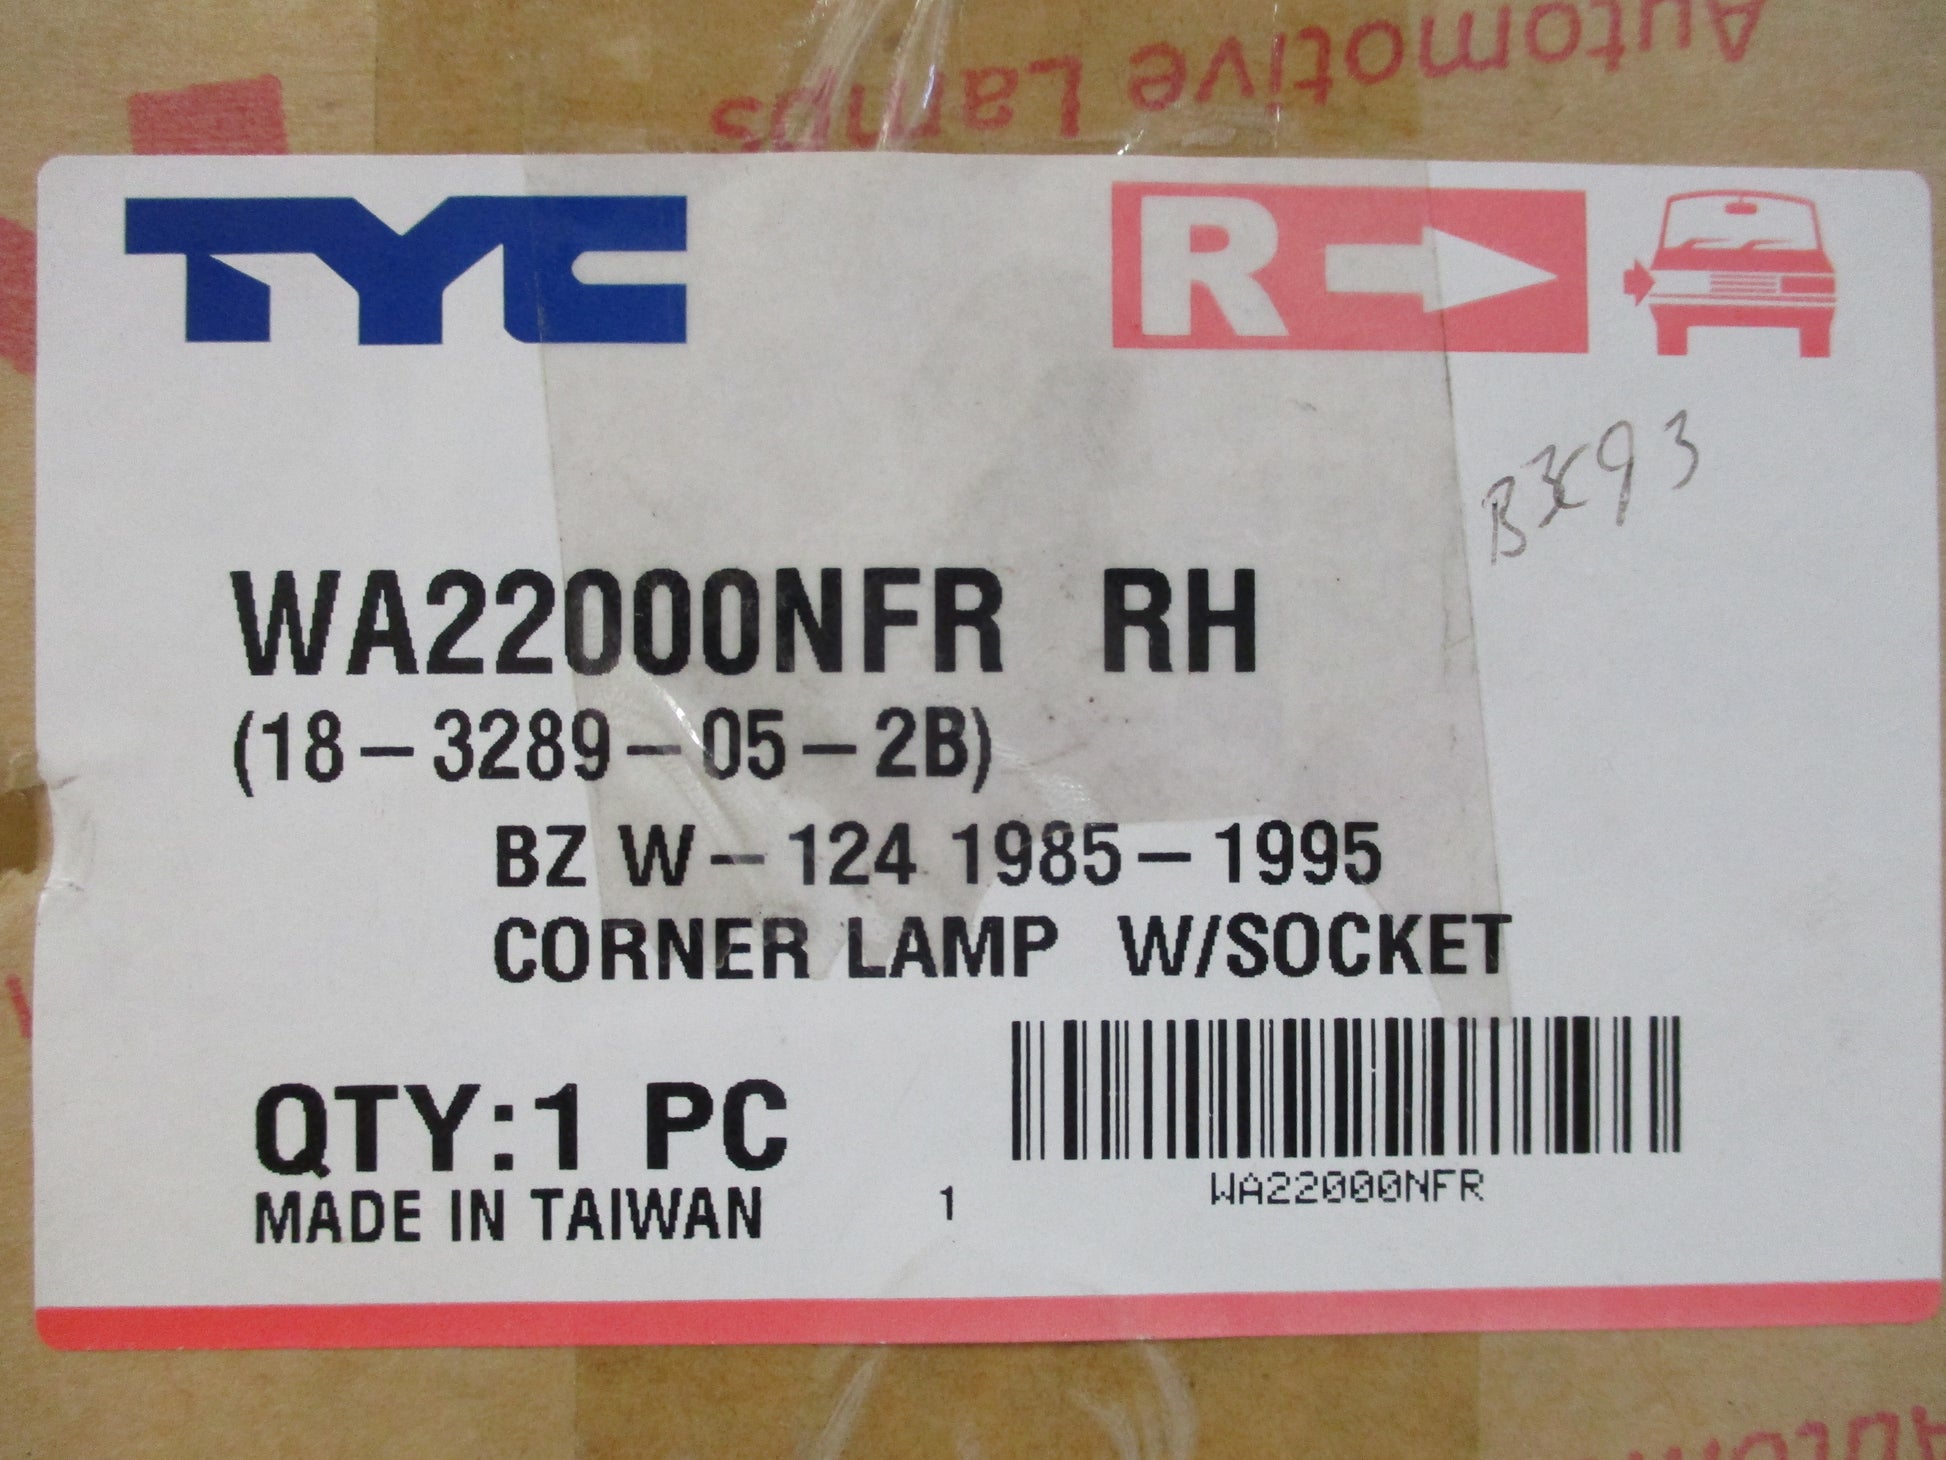 Automotive Lamps
TYC
R
WA22000NFR RH
(18-3289-05-2B)
BZ W-124 1985-1995
CORNER LAMP W/SOCKET
QTY:1 PC
MADE IN TAIWAN
1
WA22000NFR